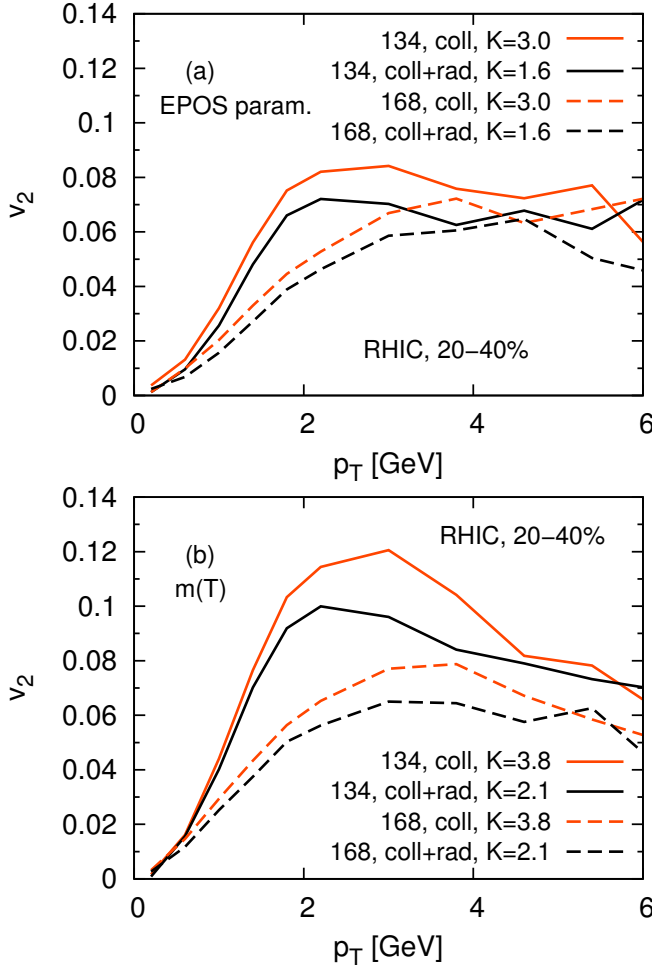 0.14
0.12
0.1
0.08
0.06
0.04
0.02
0
v2
(a)
EPOS param.
134, coll, K=3.0
134, coll+rad, K=1.6
168, coll, K=3.0
168, coll+rad, K=1.6
RHIC, 20−40%
0 2 4 6
pT [GeV]
0.14
0.12
0.1
0.08
0.06
0.04
0.02
0
v2
(b)
m(T)
RHIC, 20−40%
134, coll, K=3.8
134, coll+rad, K=2.1
168, coll, K=3.8
168, coll+rad, K=2.1
0 2 4 6
pT [GeV]